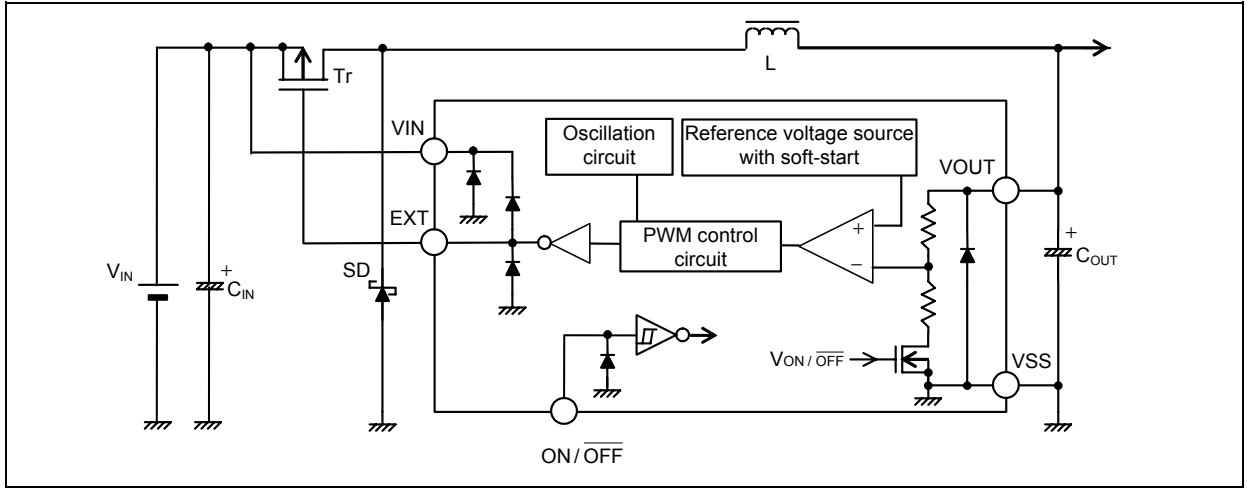 L
Tr
VIN
Oscillation
circuit
Reference voltage source
with soft-start
VOUT
EXT
PWM control
circuit
+
−
VIN
+
CIN
SD
+
COUT
VON / OFF
VSS
ON / OFF